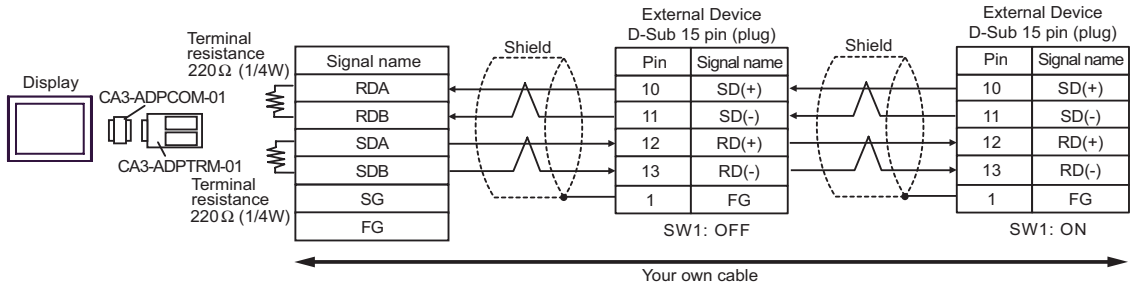 Display
CA3-ADPCOM-01
CA3-ADPTRM-01
Terminal
resistance
220Ω (1/4W)
Terminal
resistance
220Ω (1/4W)
Signal name
RDA
RDB
SDA
SDB
SG
FG
Shield
External Device
D-Sub 15 pin (plug)
Pin Signal name
10 SD(+)
11 SD(-)
12 RD(+)
13 RD(-)
1 FG
SW1: OFF
Shield
External Device
D-Sub 15 pin (plug)
Pin Signal name
10 SD(+)
11 SD(-)
12 RD(+)
13 RD(-)
1 FG
SW1: ON
Your own cable